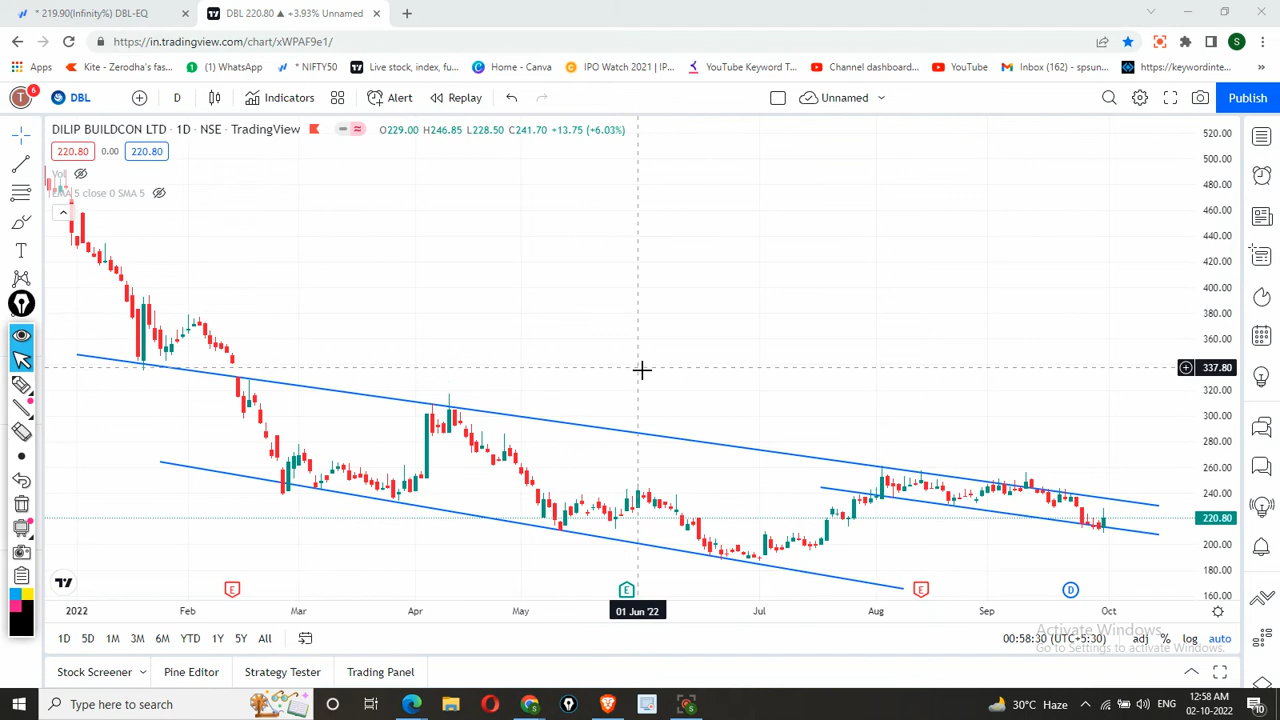 * 219.90(Infinity%) DBL-EQ
DBL 220.80 ▲ +3.93% Unnamed
https://in.tradingview.com/chart/xWPAF9e1/
S
Apps
Kite - Zerodha's fas...
(1) WhatsApp
* NIFTY50
Live stock, index, fu...
Home - Canva
IPO Watch 2021 | IP...
YouTube Keyword T...
Channel dashboard...
YouTube
Inbox (162) - spsun...
https://keywordinte...
T
6
DBL
D
Indicators
Alert
Replay
Unnamed
Publish
DILIP BUILDCON LTD · 1D · NSE · TradingView
O229.00 H246.85 L228.50 C241.70 +13.75 (+6.03%)
220.80 0.00 220.80
Vol
EMA 5 close 0 SMA 5
520.00
500.00
480.00
460.00
440.00
420.00
400.00
380.00
360.00
337.80
320.00
300.00
280.00
260.00
240.00
220.80
200.00
180.00
160.00
E
E
E
D
2022
Feb
Mar
Apr
May
01 Jun '22
Jul
Aug
Sep
Oct
1D
5D
1M
3M
6M
YTD
1Y
5Y
All
00:58:30 (UTC+5:30)
adj
%
log
auto
Activate Windows
Go to Settings to activate Windows.
Stock Screener
Pine Editor
Strategy Tester
Trading Panel
Type here to search
30°C Haze
ENG
12:58 AM
02-10-2022
10